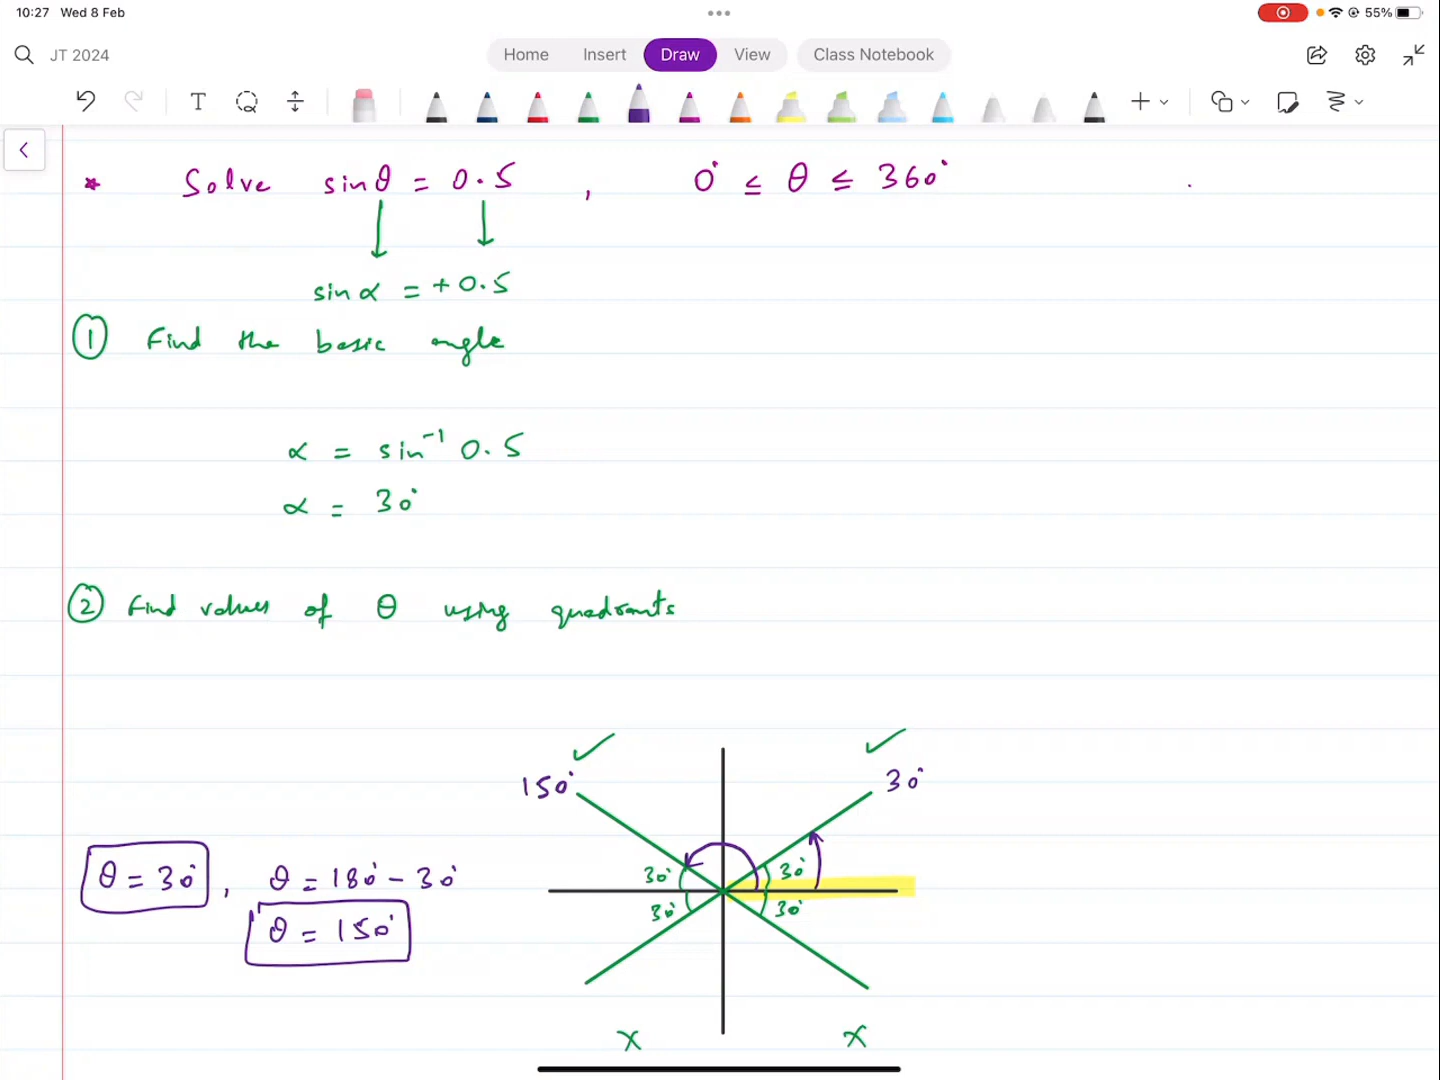 10:27 Wed 8 Feb
55%
JT 2024
Home Insert Draw View Class Notebook
T
* Solve sinθ = 0.5 , 0° ≤ θ ≤ 360°
sin α = +0.5
① Find the basic angle
α = sin⁻¹ 0.5
α = 30°
② Find values of θ using quadrants
150° 30°
θ = 30° , θ = 180° - 30°
θ = 150°
30° 30°
30° 30°
x x